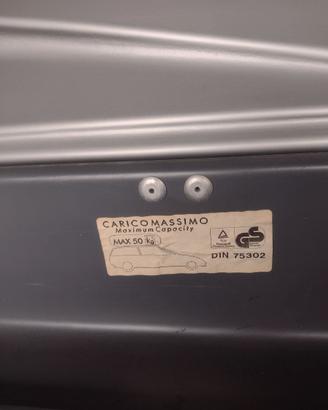 CARICO MASSIMO
Maximum Capacity
MAX 50 kg
GS
DIN 75302